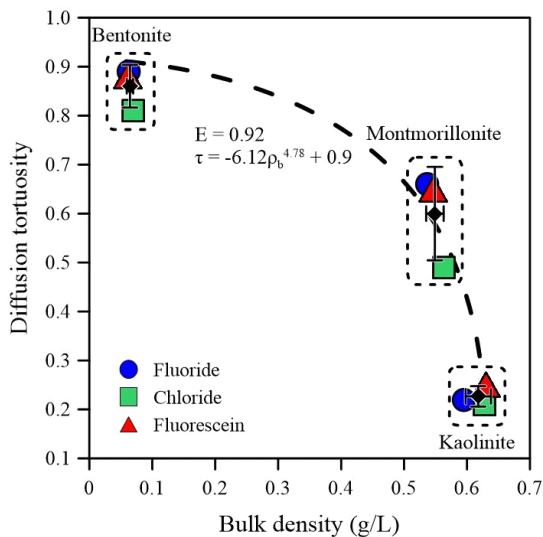 Bentonite
E = 0.92
τ = -6.12ρb^4.78 + 0.9
Montmorillonite
Fluoride
Chloride
Fluorescein
Kaolinite
Diffusion tortuosity
1.0
0.9
0.8
0.7
0.6
0.5
0.4
0.3
0.2
0.1
0
0.1
0.2
0.3
0.4
0.5
0.6
0.7
Bulk density (g/L)